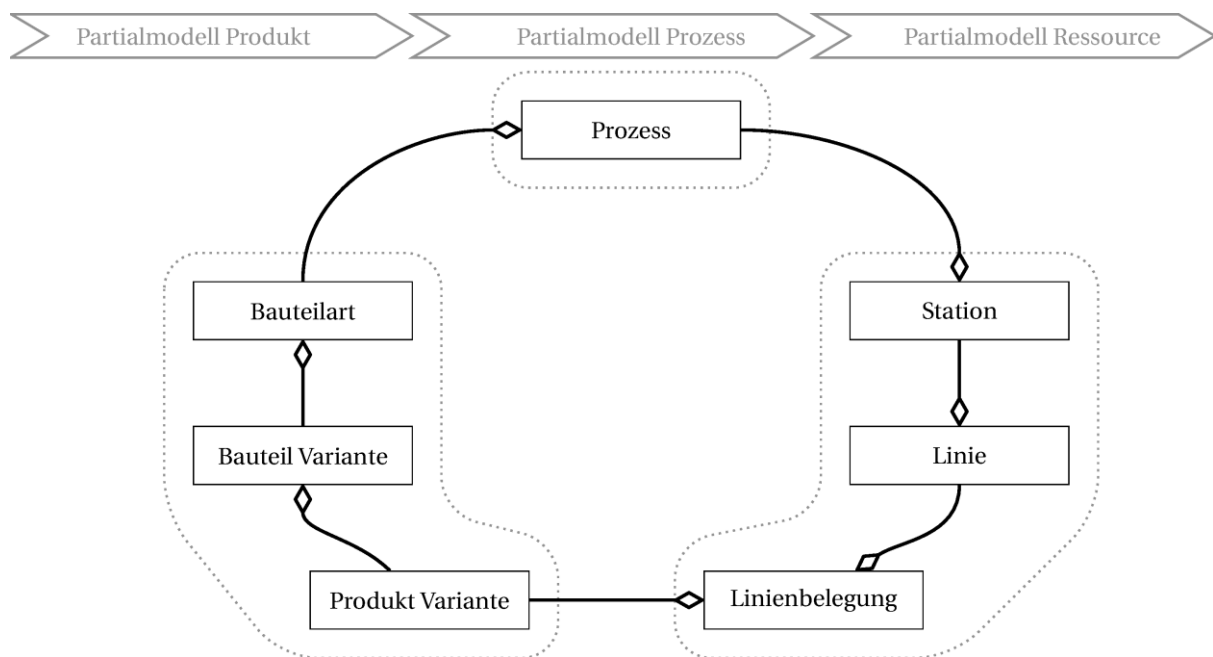 Partialmodell Produkt
Partialmodell Prozess
Partialmodell Ressource
Prozess
Bauteilart
Station
Bauteil Variante
Linie
Produkt Variante
Linienbelegung